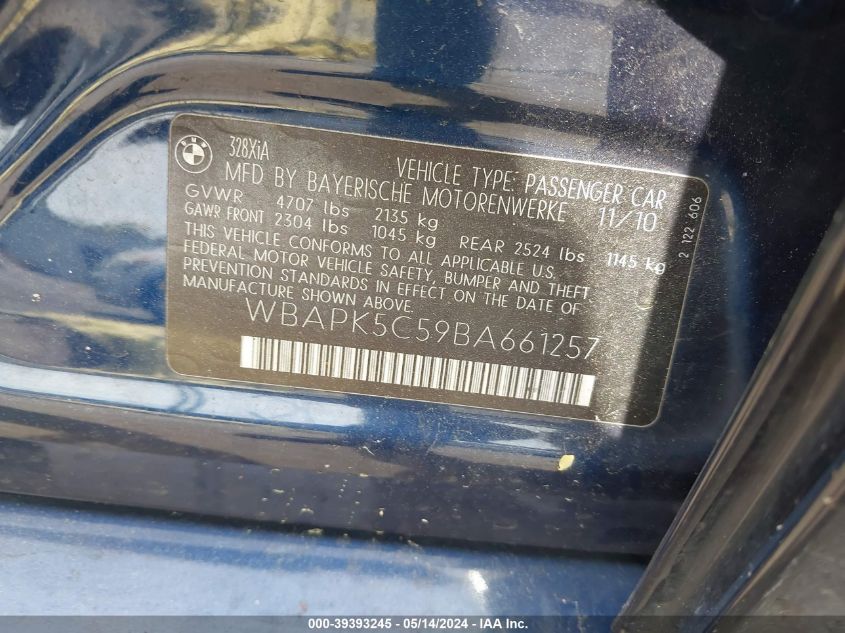 328XiA
VEHICLE TYPE: PASSENGER CAR
MFD BY BAYERISCHE MOTORENWERKE 11/10
GVWR 4707 lbs 2135 kg
GAWR FRONT 2304 lbs 1045 kg REAR 2524 lbs 1145 kg
THIS VEHICLE CONFORMS TO ALL APPLICABLE U.S.
FEDERAL MOTOR VEHICLE SAFETY, BUMPER AND THEFT
PREVENTION STANDARDS IN EFFECT ON THE DATE OF
MANUFACTURE SHOWN ABOVE.
WBAPK5C59BA661257
2 122 606
BMW
000-39393245 - 05/14/2024 - IAAI.COM